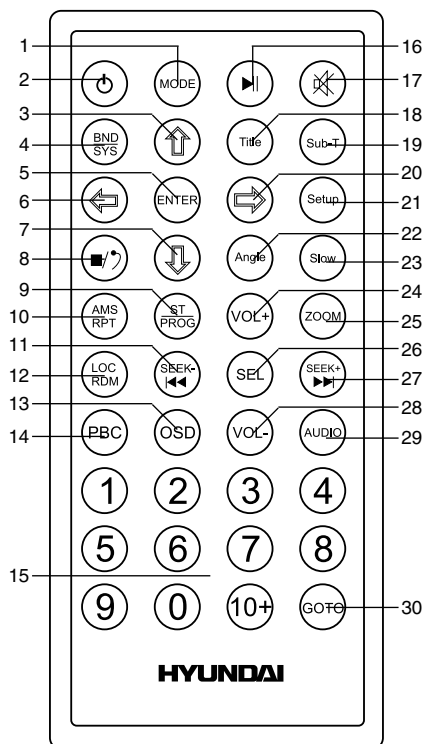 1 16
MODE
2 17
3 18
BND
SYS
Title
Sub-T
4 19
5 20
ENTER
Setup
6 21
7 22
Angle
Slow
8 23
9 24
AMS
RPT
ST
PROG
VOL+
ZOOM
10 25
11 26
LOC
RDM
SEEK-
SEL
SEEK+
12 27
13 28
PBC
OSD
VOL-
AUDIO
14 29
1 2 3 4
5 6 7 8
15
9 0 10+ GOTO
30
HYUNDAI